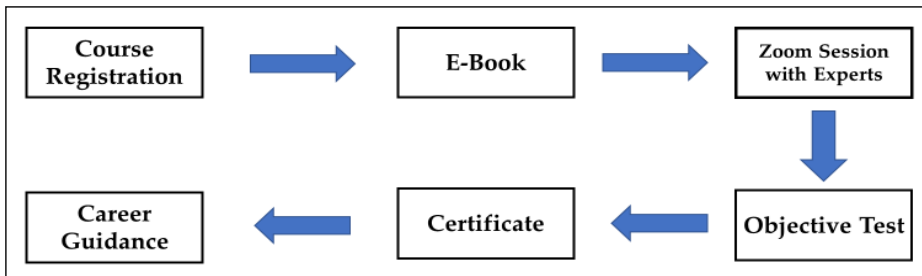 Course
Registration
E-Book
Zoom Session
with Experts
Objective Test
Certificate
Career
Guidance